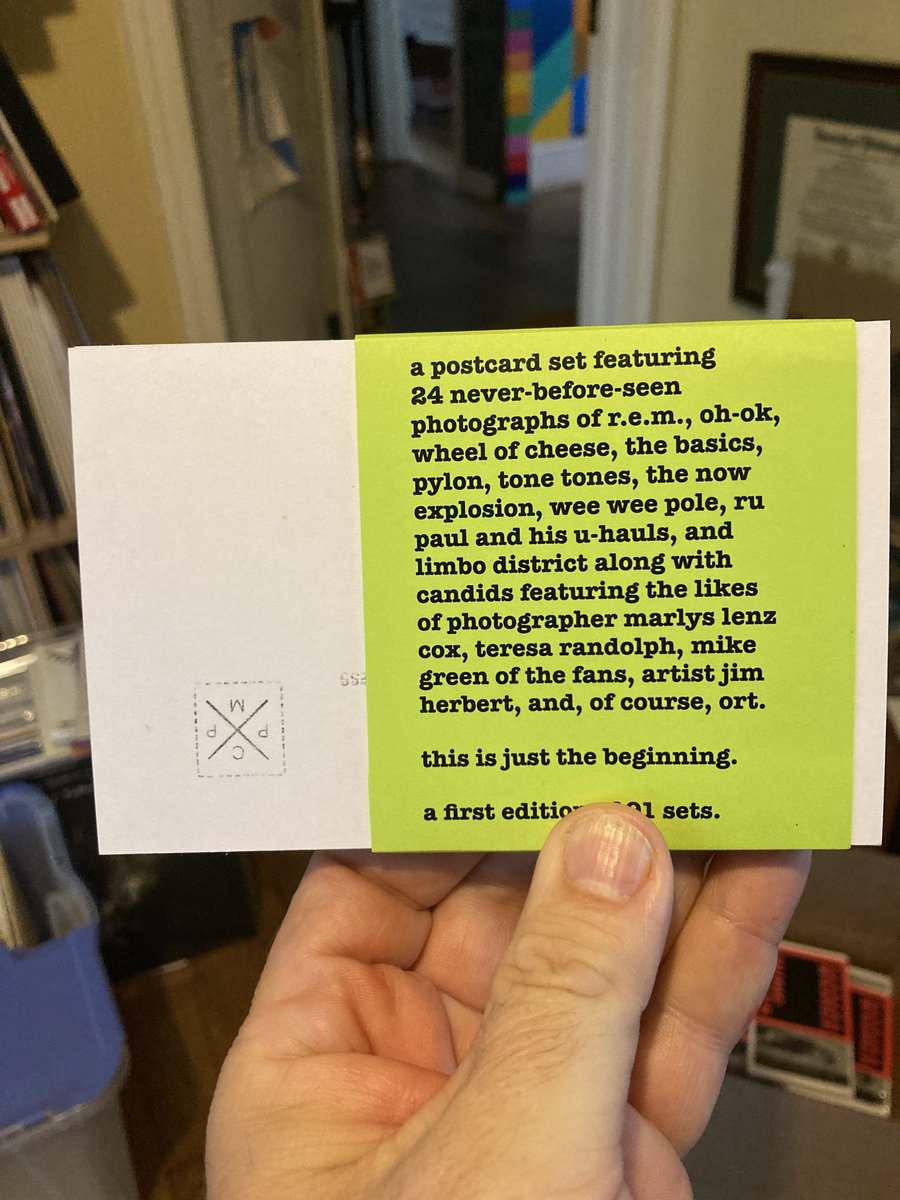 a postcard set featuring
24 never-before-seen
photographs of r.e.m., oh-ok,
wheel of cheese, the basics,
pylon, tone tones, the now
explosion, wee wee pole, ru
paul and his u-hauls, and
limbo district along with
candids featuring the likes
of photographer marlys lenz
cox, teresa randolph, mike
green of the fans, artist jim
herbert, and, of course, ort.
this is just the beginning.
a first sets.
M
P P
C